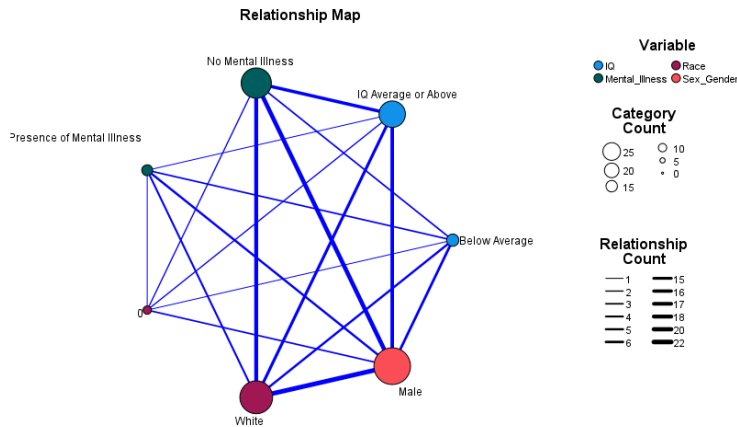 Relationship Map
No Mental Illness
IQ Average or Above
Presence of Mental Illness
Below Average
0
Male
White
Variable
IQ
Race
Mental_Illness
Sex_Gender
Category
Count
25
10
20
5
15
0
Relationship
Count
1
15
2
16
3
17
4
18
5
20
6
22